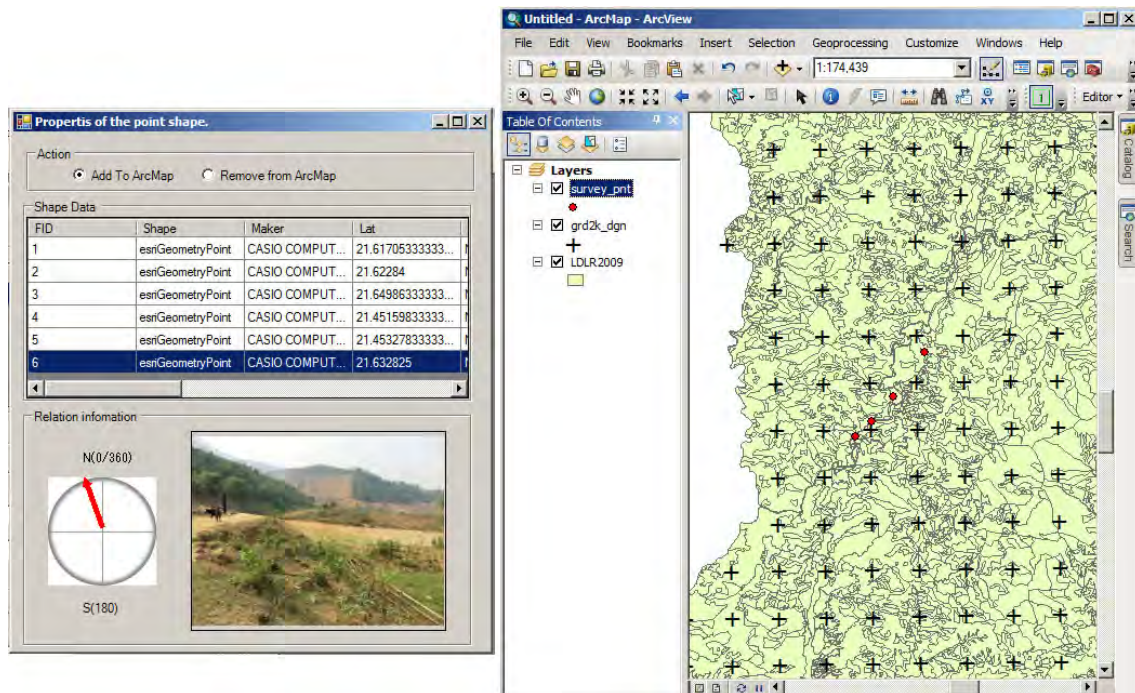 Propertis of the point shape.
Action
Add To ArcMap
Remove from ArcMap
Shape Data
FID Shape Maker Lat
1 esriGeometryPoint CASIO COMPUT... 21.61705333333...
2 esriGeometryPoint CASIO COMPUT... 21.62284
3 esriGeometryPoint CASIO COMPUT... 21.64986333333...
4 esriGeometryPoint CASIO COMPUT... 21.45159833333...
5 esriGeometryPoint CASIO COMPUT... 21.45327833333...
6 esriGeometryPoint CASIO COMPUT... 21.632825
Relation infomation
N(0/360)
S(180)
Untitled - ArcMap - ArcView
File Edit View Bookmarks Insert Selection Geoprocessing Customize Windows Help
1:174,439
XY
1
Editor
Table Of Contents
Layers
survey_pnt
grd2k_dgn
LDLR2009
Catalog
Search